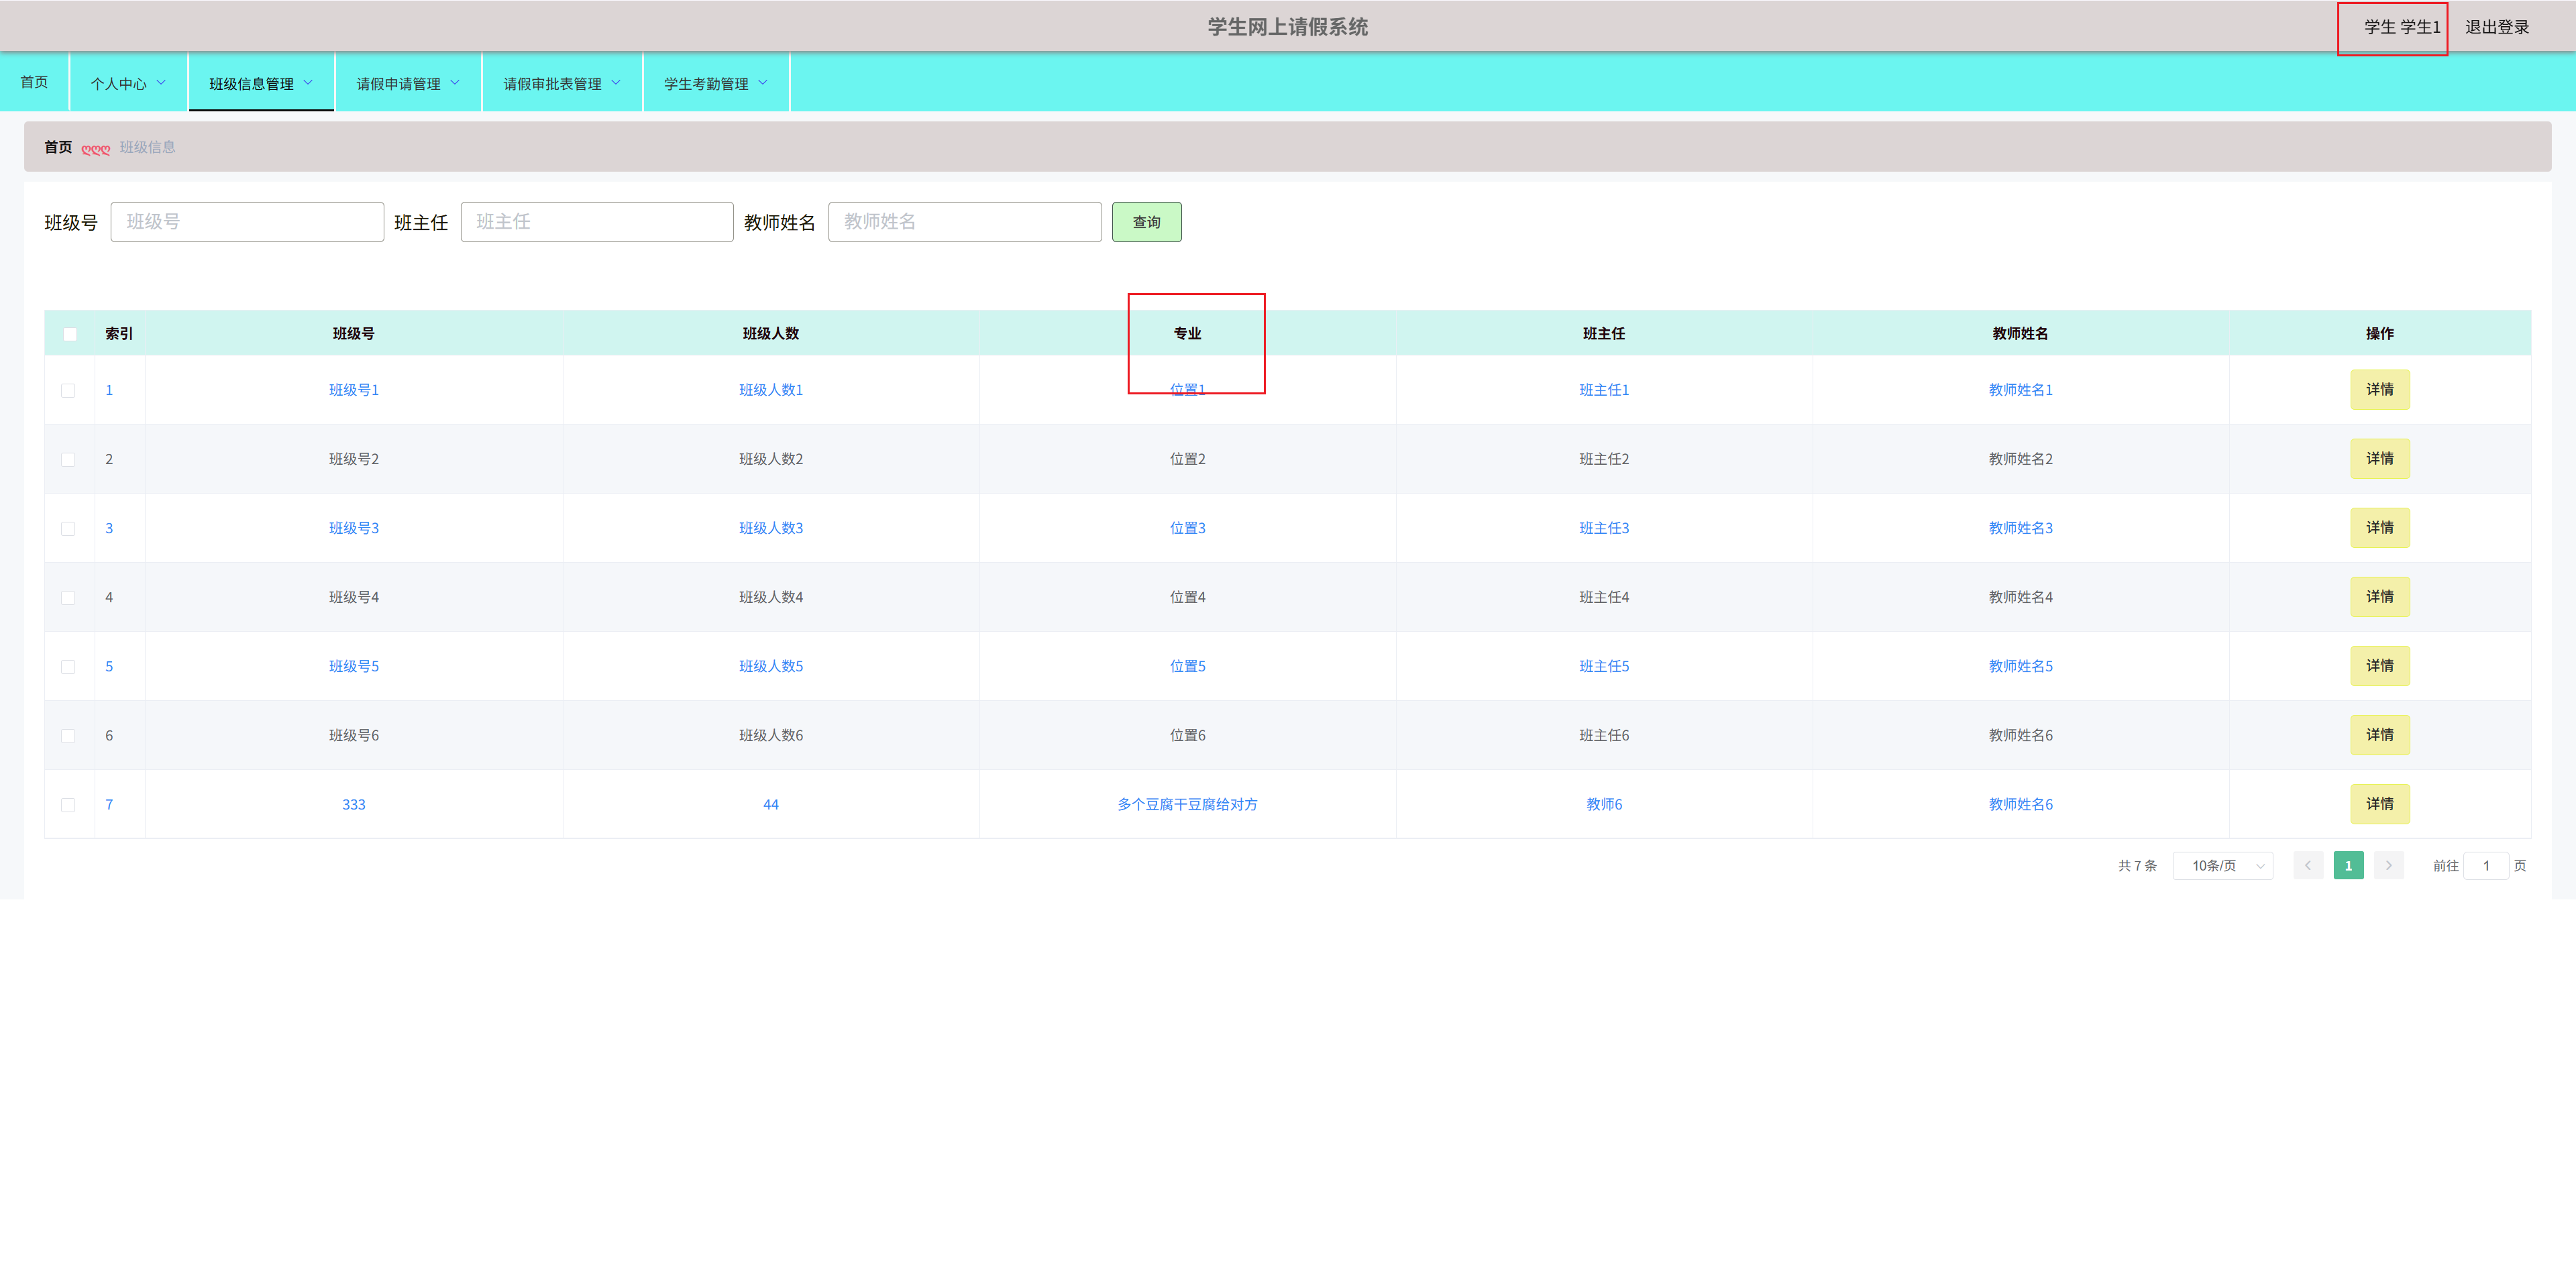 学生网上请假系统
学生 学生1 退出登录
首页 个人中心 班级信息管理 请假申请管理 请假审批表管理 学生考勤管理
首页 ღღღ 班级信息
班级号 班级号 班主任 班主任 教师姓名 教师姓名 查询
索引 班级号 班级人数 专业 班主任 教师姓名 操作
1 班级号1 班级人数1 位置1 班主任1 教师姓名1 详情
2 班级号2 班级人数2 位置2 班主任2 教师姓名2 详情
3 班级号3 班级人数3 位置3 班主任3 教师姓名3 详情
4 班级号4 班级人数4 位置4 班主任4 教师姓名4 详情
5 班级号5 班级人数5 位置5 班主任5 教师姓名5 详情
6 班级号6 班级人数6 位置6 班主任6 教师姓名6 详情
7 333 44 多个豆腐干豆腐给对方 教师6 教师姓名6 详情
共 7 条 10条/页 1 前往 1 页